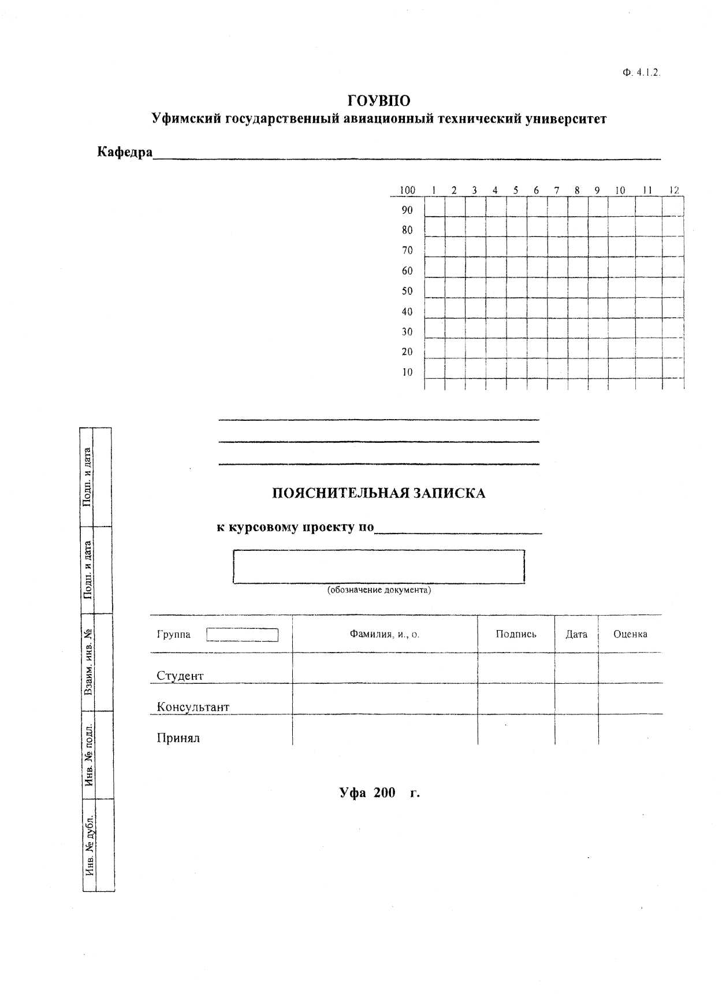 Ф. 4.1.2.
ГОУВПО
Уфимский государственный авиационный технический университет
Кафедра
100 1 2 3 4 5 6 7 8 9 10 11 12
90
80
70
60
50
40
30
20
10
ПОЯСНИТЕЛЬНАЯ ЗАПИСКА
к курсовому проекту по
(обозначение документа)
Группа Фамилия, и., о. Подпись Дата Оценка
Студент
Консультант
Принял
Уфа 200 г.
Подп. и дата
Подп. и дата
Взаим. инв. №
Инв. № подл.
Инв. № дубл.